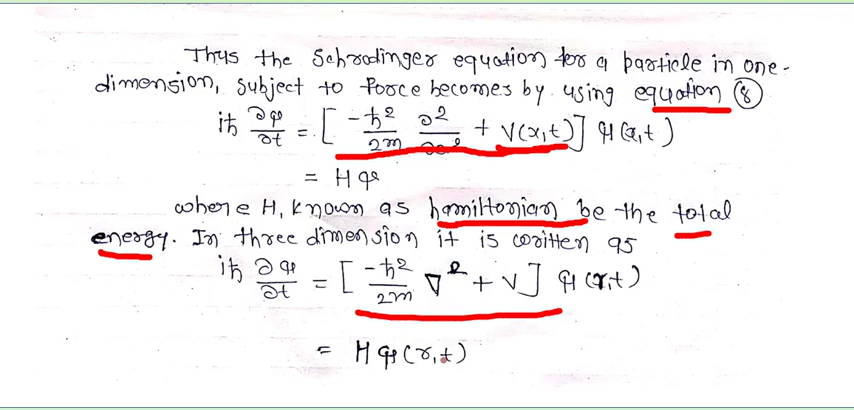 Thus the Schrodinger equation for a particle in one-
dimension, subject to force becomes by using equation ⑧
iħ ∂ψ/∂t = [ -ħ²/2m ∂²/∂x² + V(x,t) ] ψ(x,t)
= Hψ
where H, known as hamiltonian be the total
energy. In three dimension it is written as
iħ ∂ψ/∂t = [ -ħ²/2m ∇² + V ] ψ(r,t)
= Hψ(r,t)